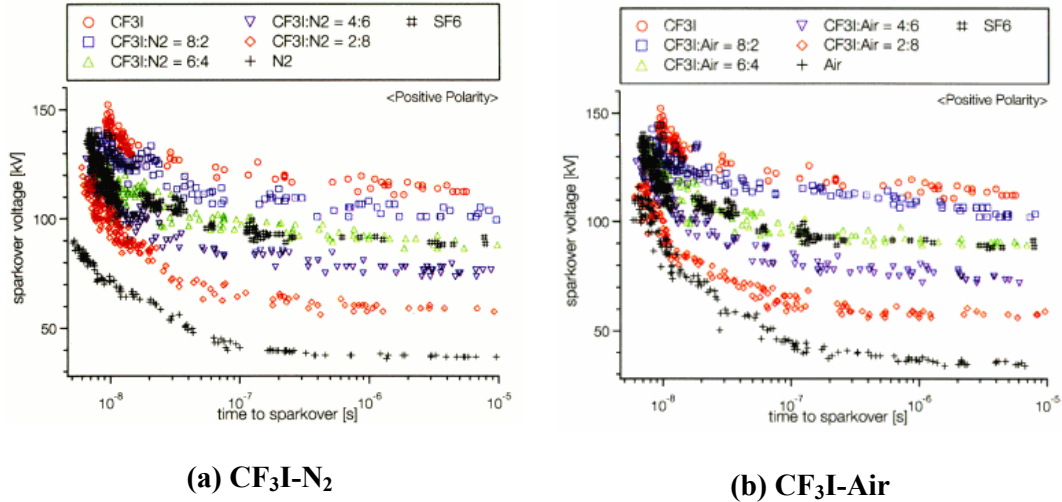 CF3I CF3I:N2 = 4:6 SF6
CF3I:N2 = 8:2 CF3I:N2 = 2:8
CF3I:N2 = 6:4 N2
<Positive Polarity>
150
100
50
sparkover voltage [kV]
10-8 10-7 10-6 10-5
time to sparkover [s]
(a) CF3I-N2
CF3I CF3I:Air = 4:6 SF6
CF3I:Air = 8:2 CF3I:Air = 2:8
CF3I:Air = 6:4 Air
<Positive Polarity>
150
100
50
sparkover voltage [kV]
10-8 10-7 10-6 10-5
time to sparkover [s]
(b) CF3I-Air